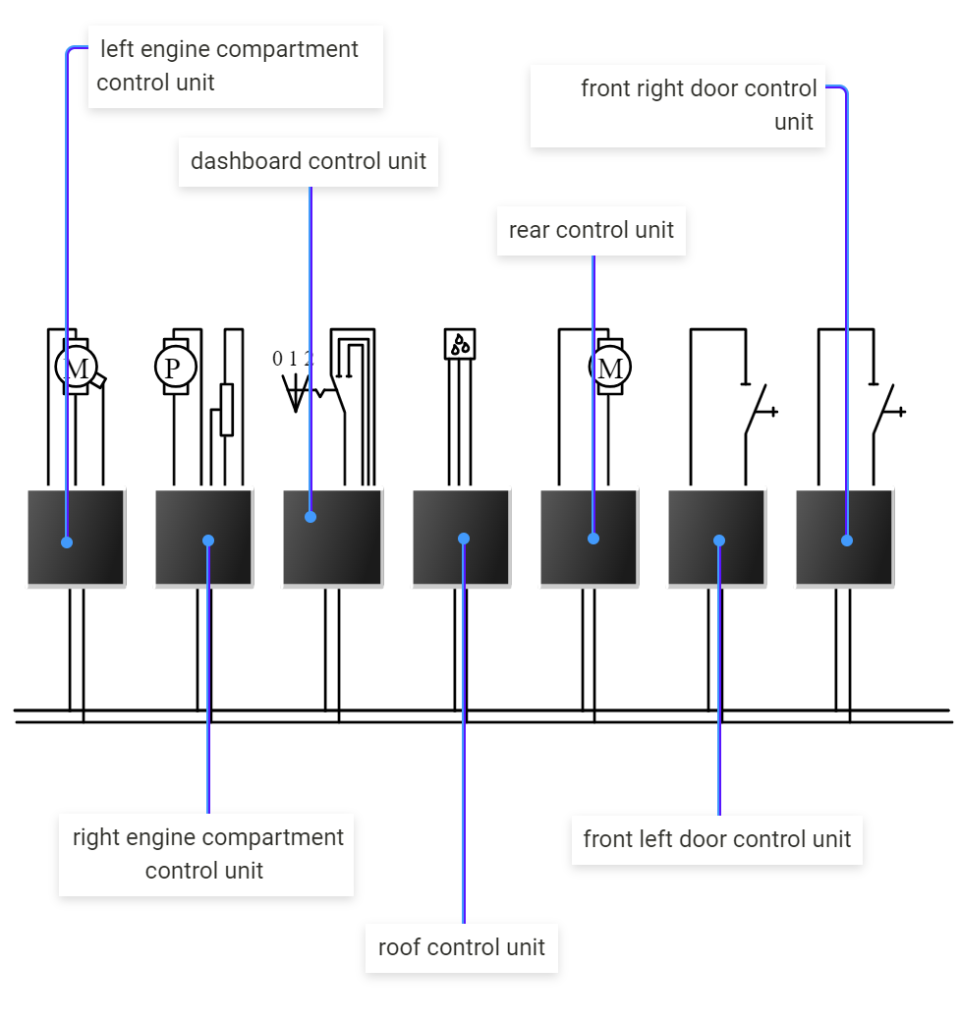 left engine compartment
control unit
front right door control
unit
dashboard control unit
rear control unit
M
P
0 1 2
M
right engine compartment
control unit
front left door control unit
roof control unit